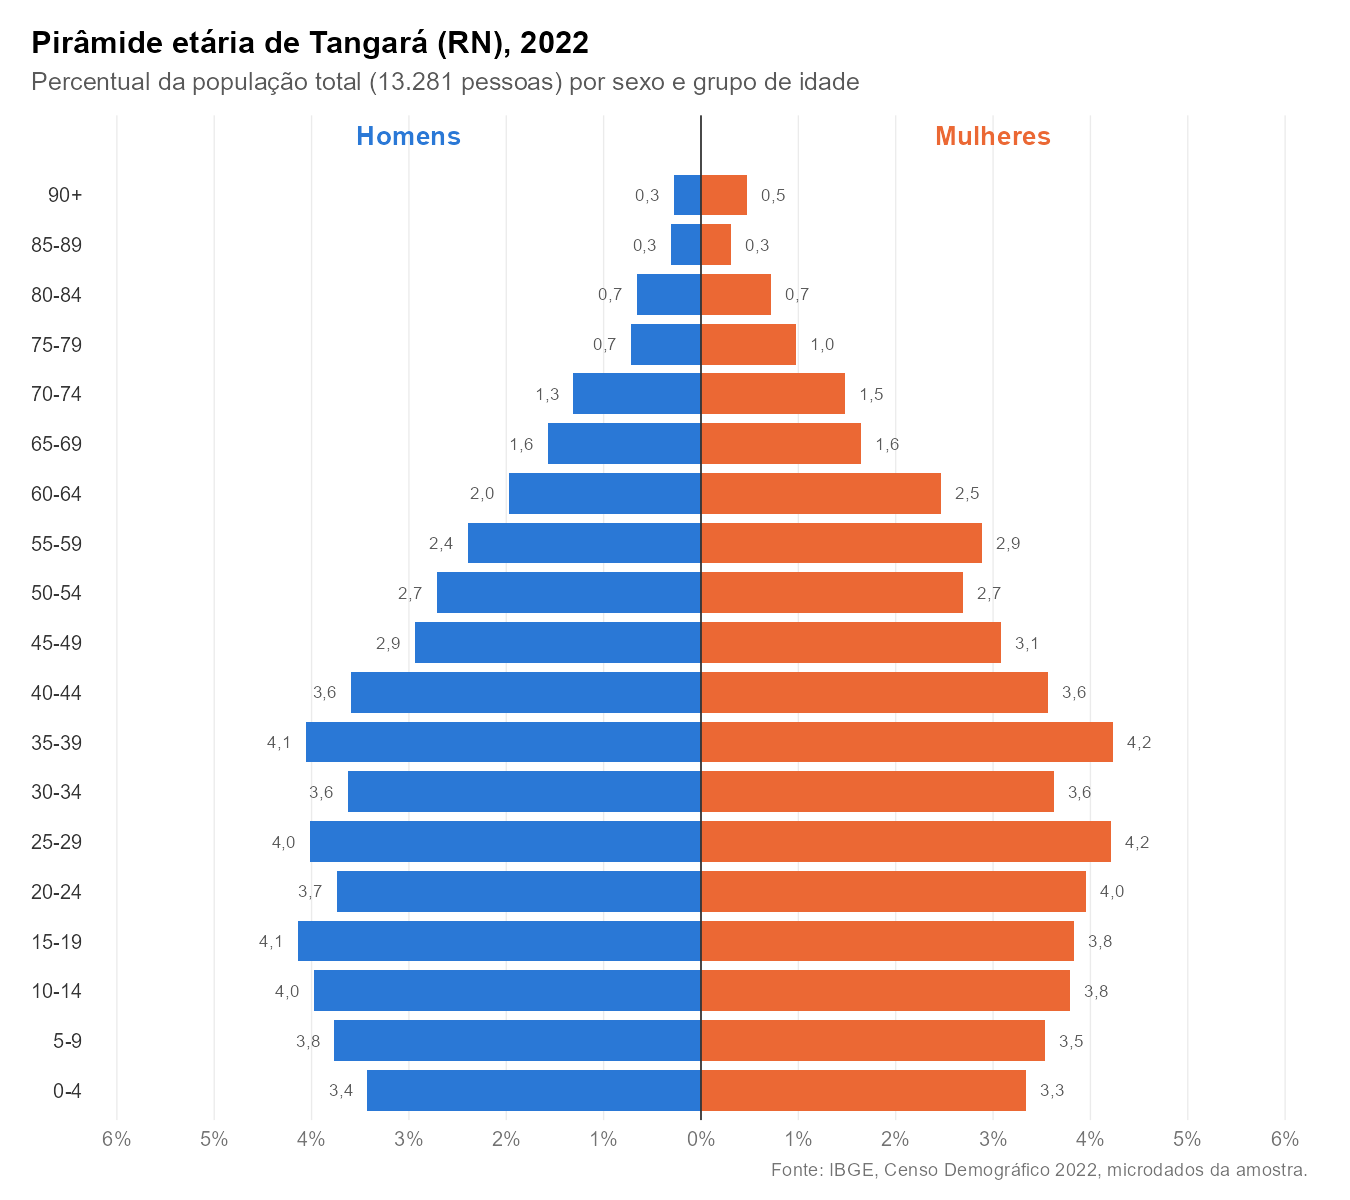 Pirâmide etária de Tangará (RN), 2022
Percentual da população total (13.281 pessoas) por sexo e grupo de idade
Homens Mulheres
90+ 0,3 0,5
85-89 0,3 0,3
80-84 0,7 0,7
75-79 0,7 1,0
70-74 1,3 1,5
65-69 1,6 1,6
60-64 2,0 2,5
55-59 2,4 2,9
50-54 2,7 2,7
45-49 2,9 3,1
40-44 3,6 3,6
35-39 4,1 4,2
30-34 3,6 3,6
25-29 4,0 4,2
20-24 3,7 4,0
15-19 4,1 3,8
10-14 4,0 3,8
5-9 3,8 3,5
0-4 3,4 3,3
6% 5% 4% 3% 2% 1% 0% 1% 2% 3% 4% 5% 6%
Fonte: IBGE, Censo Demográfico 2022, microdados da amostra.